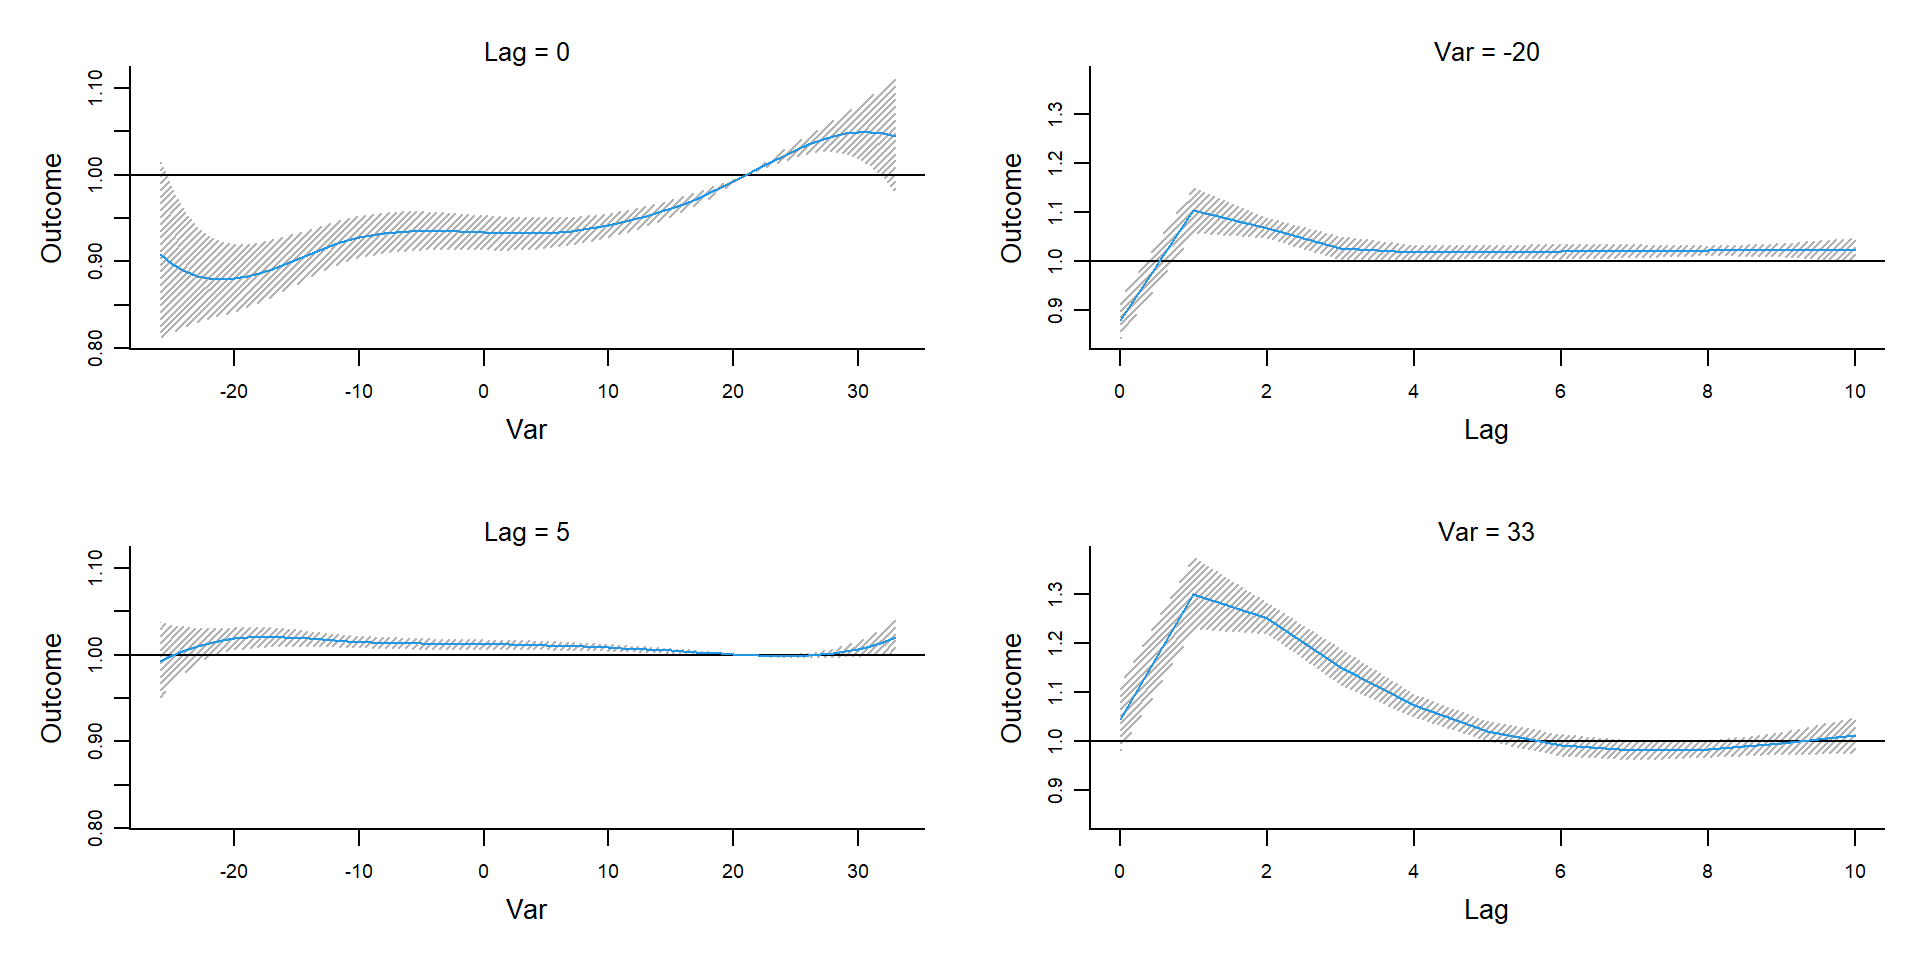 Lag = 0
Outcome
0.80 0.90 1.00 1.10
-20 -10 0 10 20 30
Var
Var = -20
Outcome
0.9 1.0 1.1 1.2 1.3
0 2 4 6 8 10
Lag
Lag = 5
Outcome
0.80 0.90 1.00 1.10
-20 -10 0 10 20 30
Var
Var = 33
Outcome
0.9 1.0 1.1 1.2 1.3
0 2 4 6 8 10
Lag